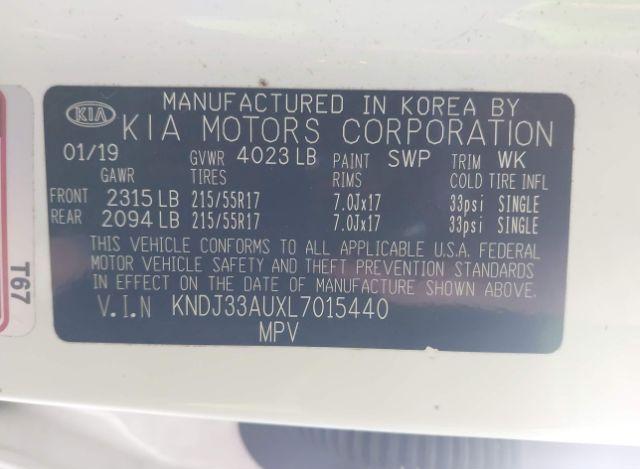 KIA
MANUFACTURED IN KOREA BY
KIA MOTORS CORPORATION
01/19 GVWR 4023 LB PAINT SWP TRIM WK
GAWR TIRES RIMS COLD TIRE INFL
FRONT 2315 LB 215/55R17 7.0Jx17 33psi SINGLE
REAR 2094 LB 215/55R17 7.0Jx17 33psi SINGLE
THIS VEHICLE CONFORMS TO ALL APPLICABLE U.S.A. FEDERAL
MOTOR VEHICLE SAFETY AND THEFT PREVENTION STANDARDS
IN EFFECT ON THE DATE OF MANUFACTURE SHOWN ABOVE.
V.I.N KNDJ33AUXL7015440
MPV
T67